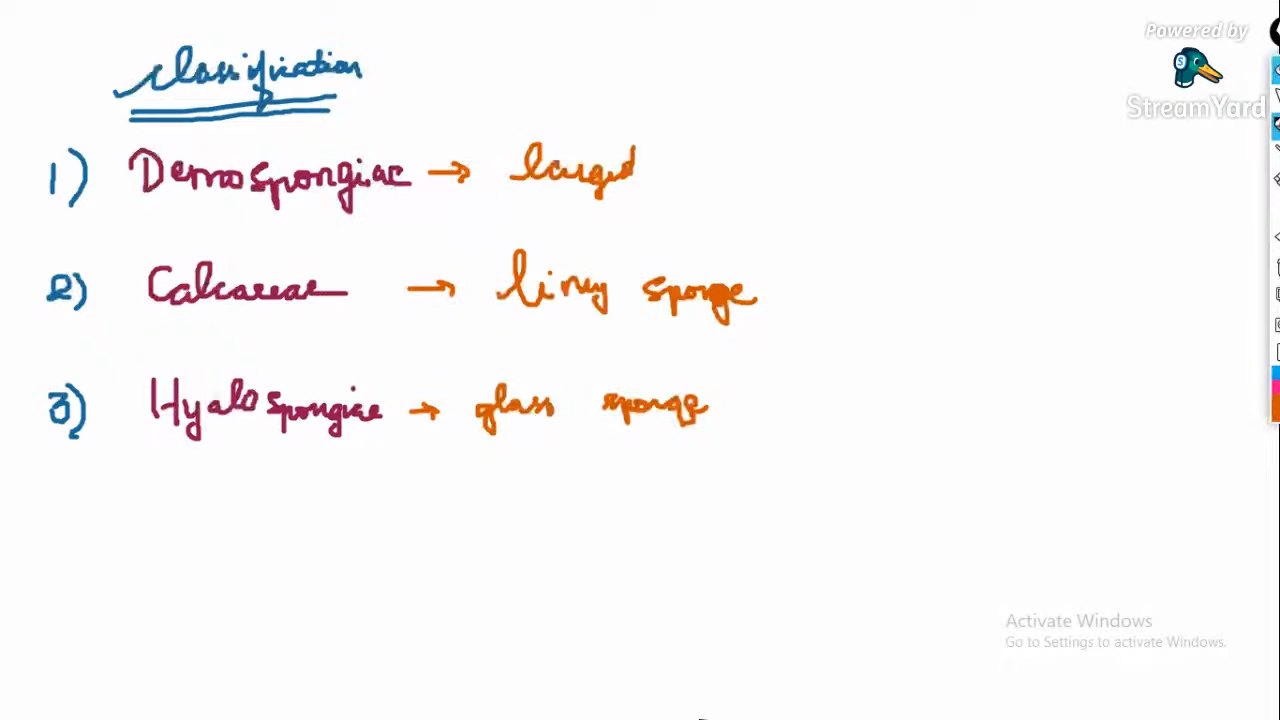 Powered by
StreamYard
Classification
1) Demospongiae → larged
2) Calcareae → limy sponge
3) Hyalospongiae → glass sponge
Activate Windows
Go to Settings to activate Windows.